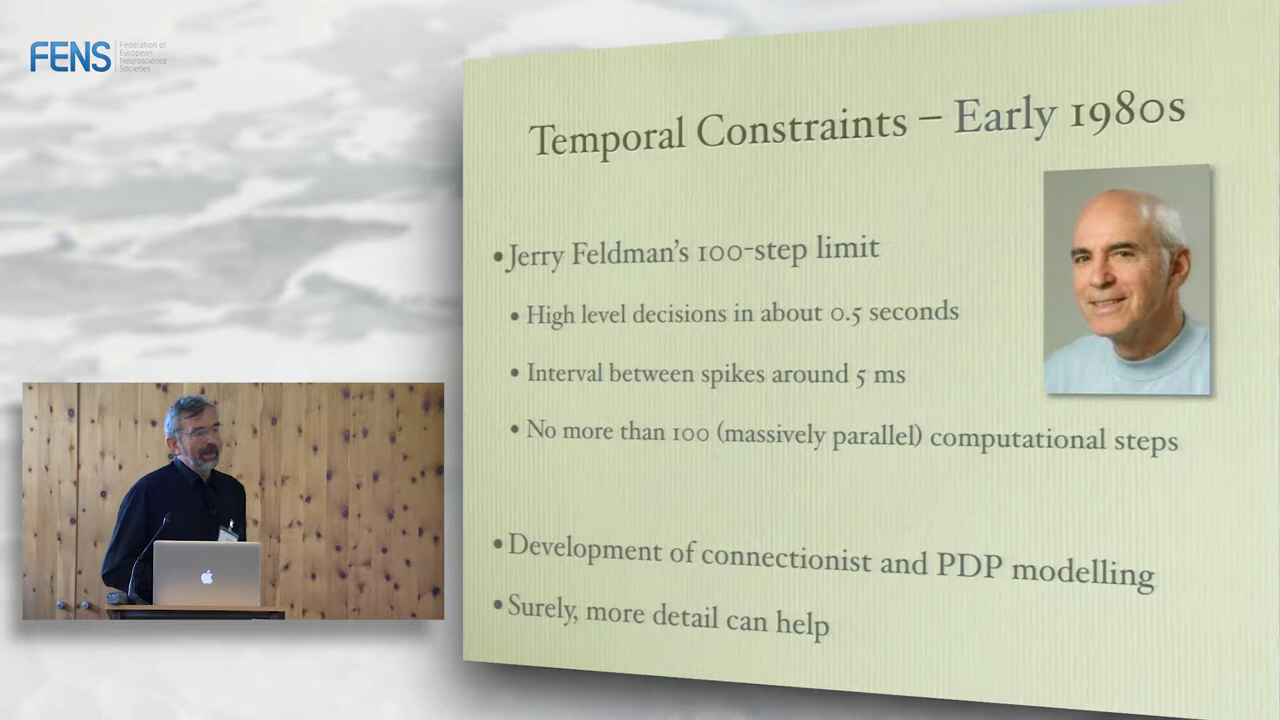 FENS
Federation of
European
Neuroscience
Societies
Temporal Constraints – Early 1980s
•Jerry Feldman's 100-step limit
• High level decisions in about 0.5 seconds
• Interval between spikes around 5 ms
• No more than 100 (massively parallel) computational steps
•Development of connectionist and PDP modelling
•Surely, more detail can help